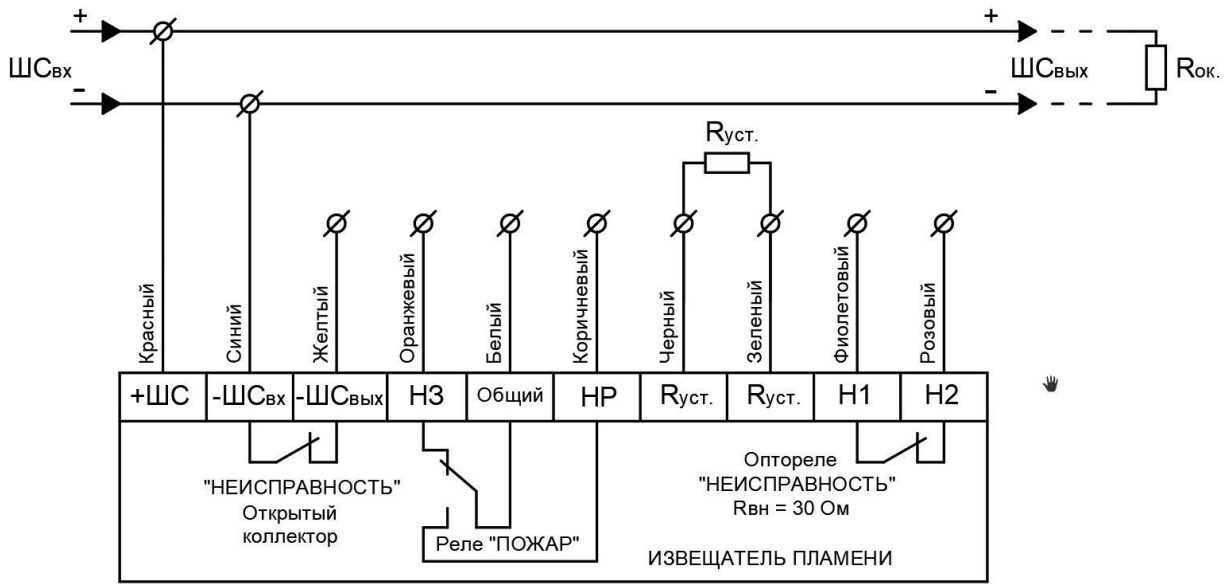 + +
ШСвх ШСвых Rок.
- -
Rуст.
Красный
Синий
Желтый
Оранжевый
Белый
Коричневый
Черный
Зеленый
Фиолетовый
Розовый
+ШС -ШСвх -ШСвых НЗ Общий НР Rуст. Rуст. Н1 Н2
"НЕИСПРАВНОСТЬ"
Открытый
коллектор
Реле "ПОЖАР"
Оптореле
"НЕИСПРАВНОСТЬ"
Rвн = 30 Ом
ИЗВЕЩАТЕЛЬ ПЛАМЕНИ